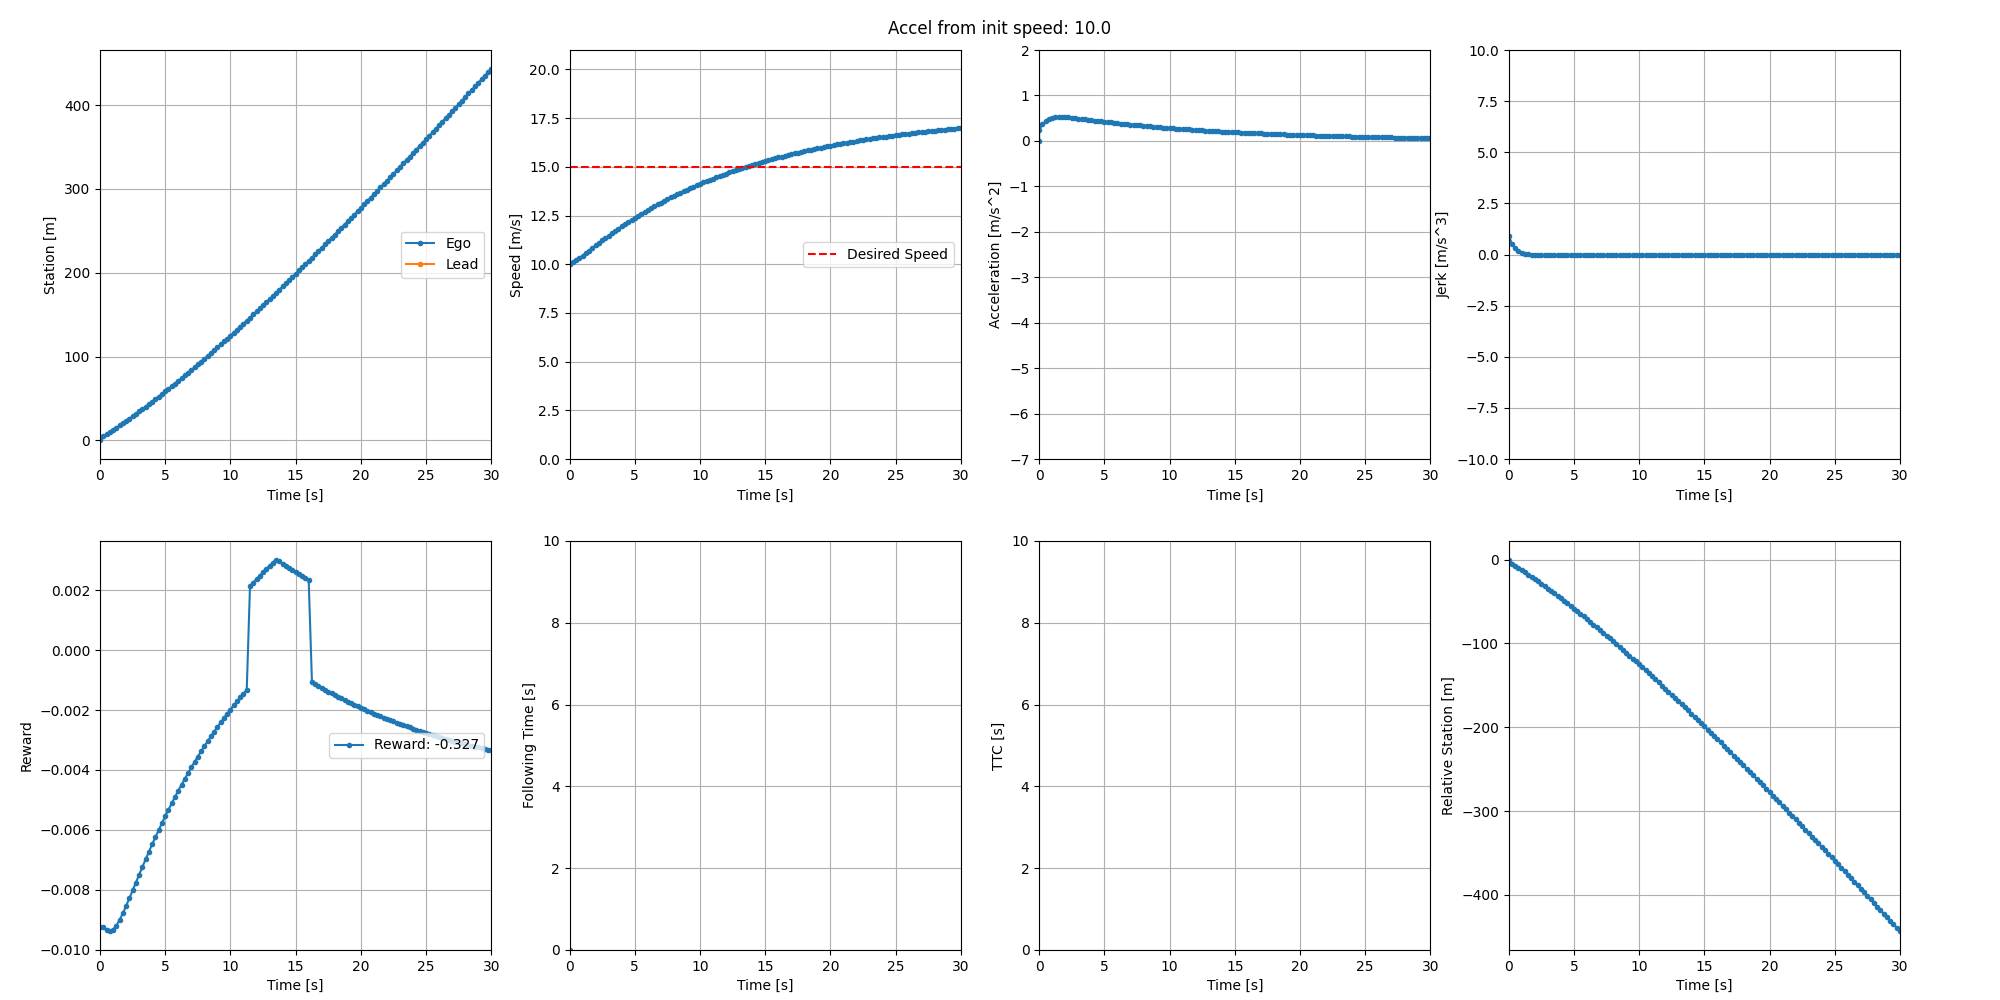 Accel from init speed: 10.0
Station [m]
400
300
200
100
0
0 5 10 15 20 25 30
Time [s]
Ego
Lead
Speed [m/s]
20.0
17.5
15.0
12.5
10.0
7.5
5.0
2.5
0.0
0 5 10 15 20 25 30
Time [s]
Desired Speed
Acceleration [m/s^2]
2
1
0
−1
−2
−3
−4
−5
−6
−7
0 5 10 15 20 25 30
Time [s]
Jerk [m/s^3]
10.0
7.5
5.0
2.5
0.0
−2.5
−5.0
−7.5
−10.0
0 5 10 15 20 25 30
Time [s]
Reward
0.002
0.000
−0.002
−0.004
−0.006
−0.008
−0.010
0 5 10 15 20 25 30
Time [s]
Reward: -0.327
Following Time [s]
10
8
6
4
2
0
0 5 10 15 20 25 30
Time [s]
TTC [s]
10
8
6
4
2
0
0 5 10 15 20 25 30
Time [s]
Relative Station [m]
0
−100
−200
−300
−400
0 5 10 15 20 25 30
Time [s]